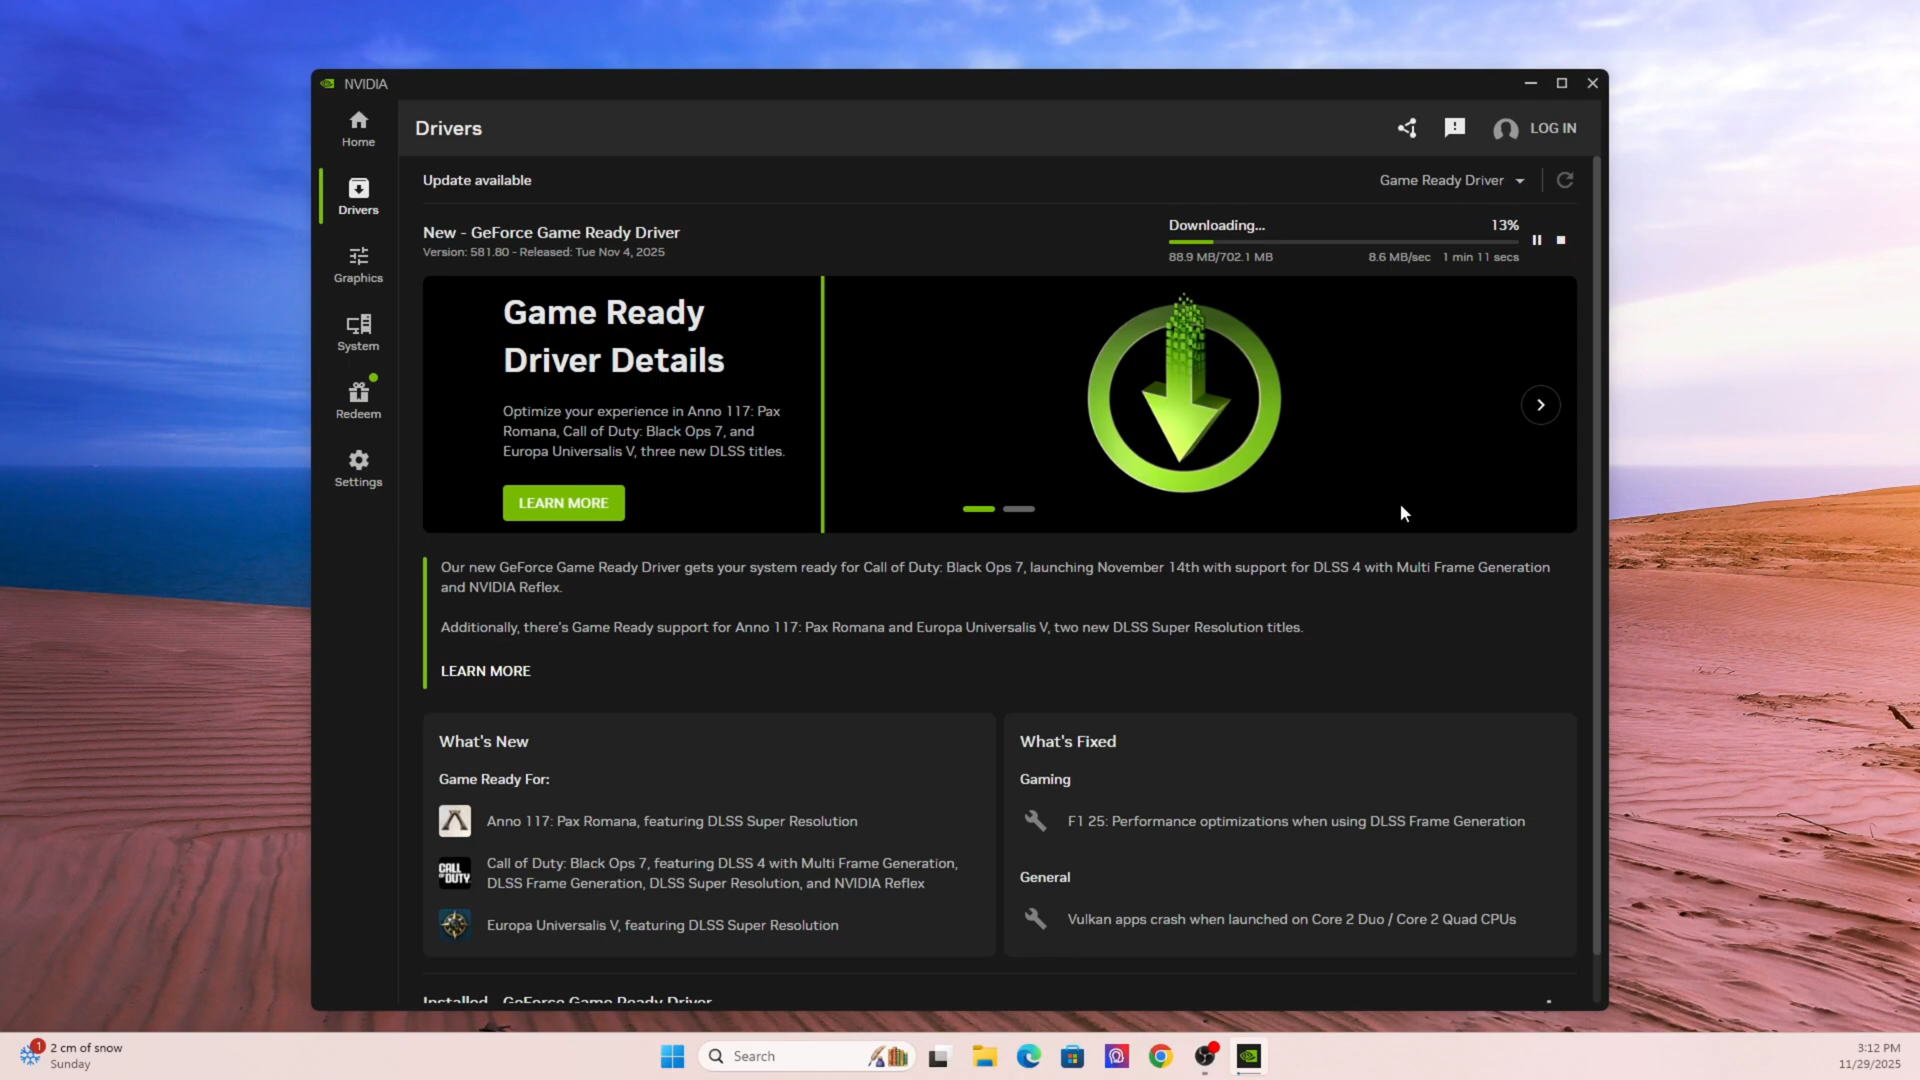 NVIDIA
Home
Drivers
Graphics
System
Redeem
Settings
Drivers
LOG IN
Update available
Game Ready Driver
New - GeForce Game Ready Driver
Version: 581.80 - Released: Tue Nov 4, 2025
Downloading...
13%
88.9 MB/702.1 MB
8.6 MB/sec
1 min 11 secs
Game Ready
Driver Details
Optimize your experience in Anno 117: Pax
Romana, Call of Duty: Black Ops 7, and
Europa Universalis V, three new DLSS titles.
LEARN MORE
Our new GeForce Game Ready Driver gets your system ready for Call of Duty: Black Ops 7, launching November 14th with support for DLSS 4 with Multi Frame Generation
and NVIDIA Reflex.
Additionally, there's Game Ready support for Anno 117: Pax Romana and Europa Universalis V, two new DLSS Super Resolution titles.
LEARN MORE
What's New
Game Ready For:
Anno 117: Pax Romana, featuring DLSS Super Resolution
CALL
OF DUTY
Call of Duty: Black Ops 7, featuring DLSS 4 with Multi Frame Generation,
DLSS Frame Generation, DLSS Super Resolution, and NVIDIA Reflex
Europa Universalis V, featuring DLSS Super Resolution
What's Fixed
Gaming
F1 25: Performance optimizations when using DLSS Frame Generation
General
Vulkan apps crash when launched on Core 2 Duo / Core 2 Quad CPUs
Installed - GeForce Game Ready Driver
1
2 cm of snow
Sunday
Search
3:12 PM
11/29/2025